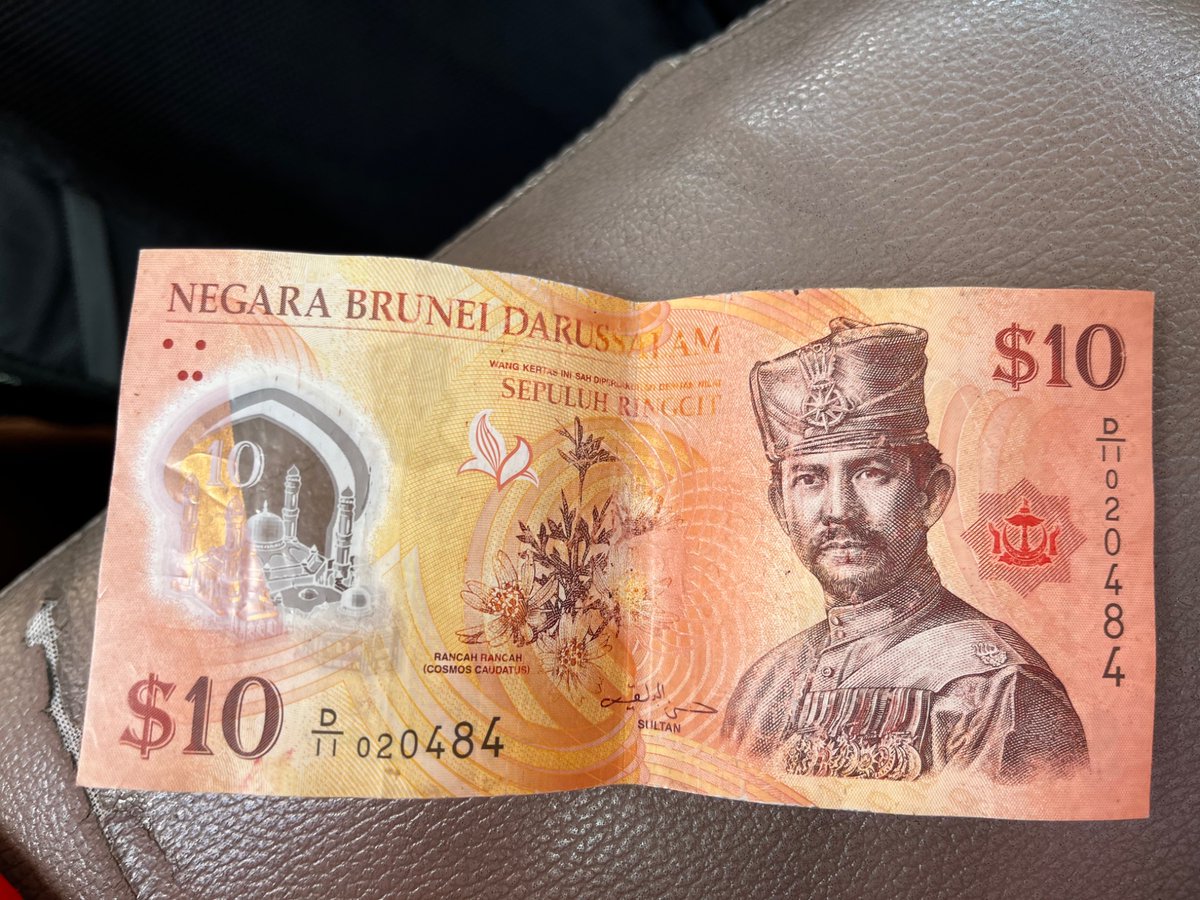 NEGARA BRUNEI DARUSSALAM
$10
WANG KERTAS INI SAH DIPERLAKUKAN DENGAN NILAI
SEPULUH RINGGIT
10
D/11 020484
RANCAH RANCAH
(COSMOS CAUDATUS)
SULTAN
$10
D/11 020484